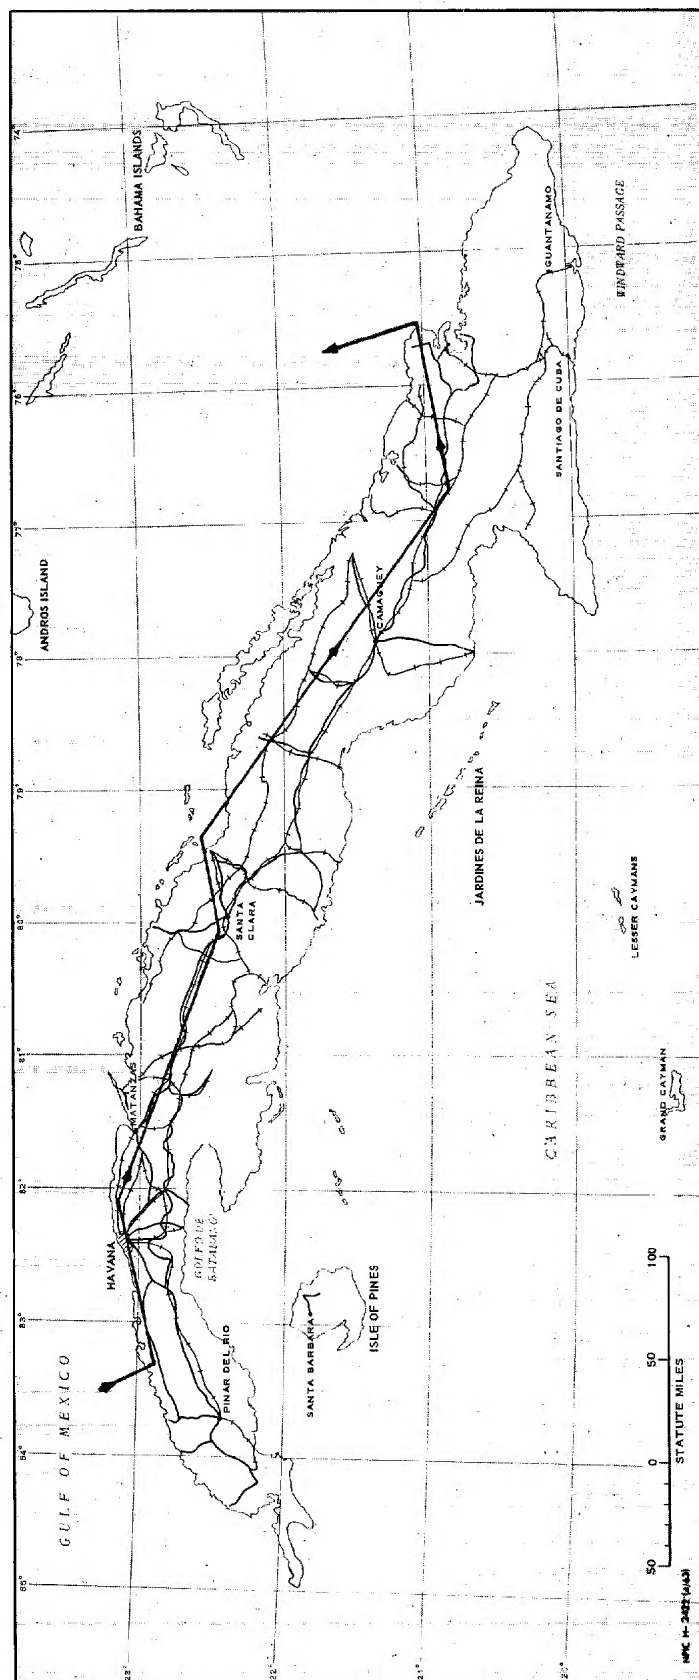 GULF OF MEXICO
BAHAMA ISLANDS
ANDROS ISLAND
74°
75°
76°
77°
78°
79°
80°
81°
82°
83°
84°
85°
23°
22°
21°
20°
HAVANA
MATANZAS
PINAR DEL RIO
GOLFO DE
BATABANO
SANTA BARBARA
ISLE OF PINES
SANTA
CLARA
CAMAGUEY
JARDINES DE LA REINA
SANTIAGO DE CUBA
GUANTANAMO
WINDWARD PASSAGE
CARIBBEAN SEA
LESSER CAYMANS
GRAND CAYMAN
50 0 50 100
STATUTE MILES